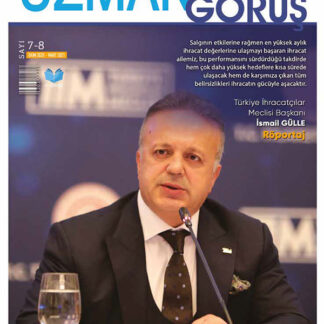 UZMAN
GÖRÜŞ
SAYI
7-8
Salgının etkilerine rağmen en yüksek aylık
ihracat değerlerine ulaşmayı başaran ihracat
ailemiz, bu performansını sürdürdüğü takdirde
hem çok daha yüksek hedeflere kısa sürede
ulaşacak hem de karşımıza çıkan tüm
belirsizlikleri ihracatın gücüyle aşacaktır.
Türkiye İhracatçılar
Meclisi Başkanı
İsmail GÜLLE
Röportaj